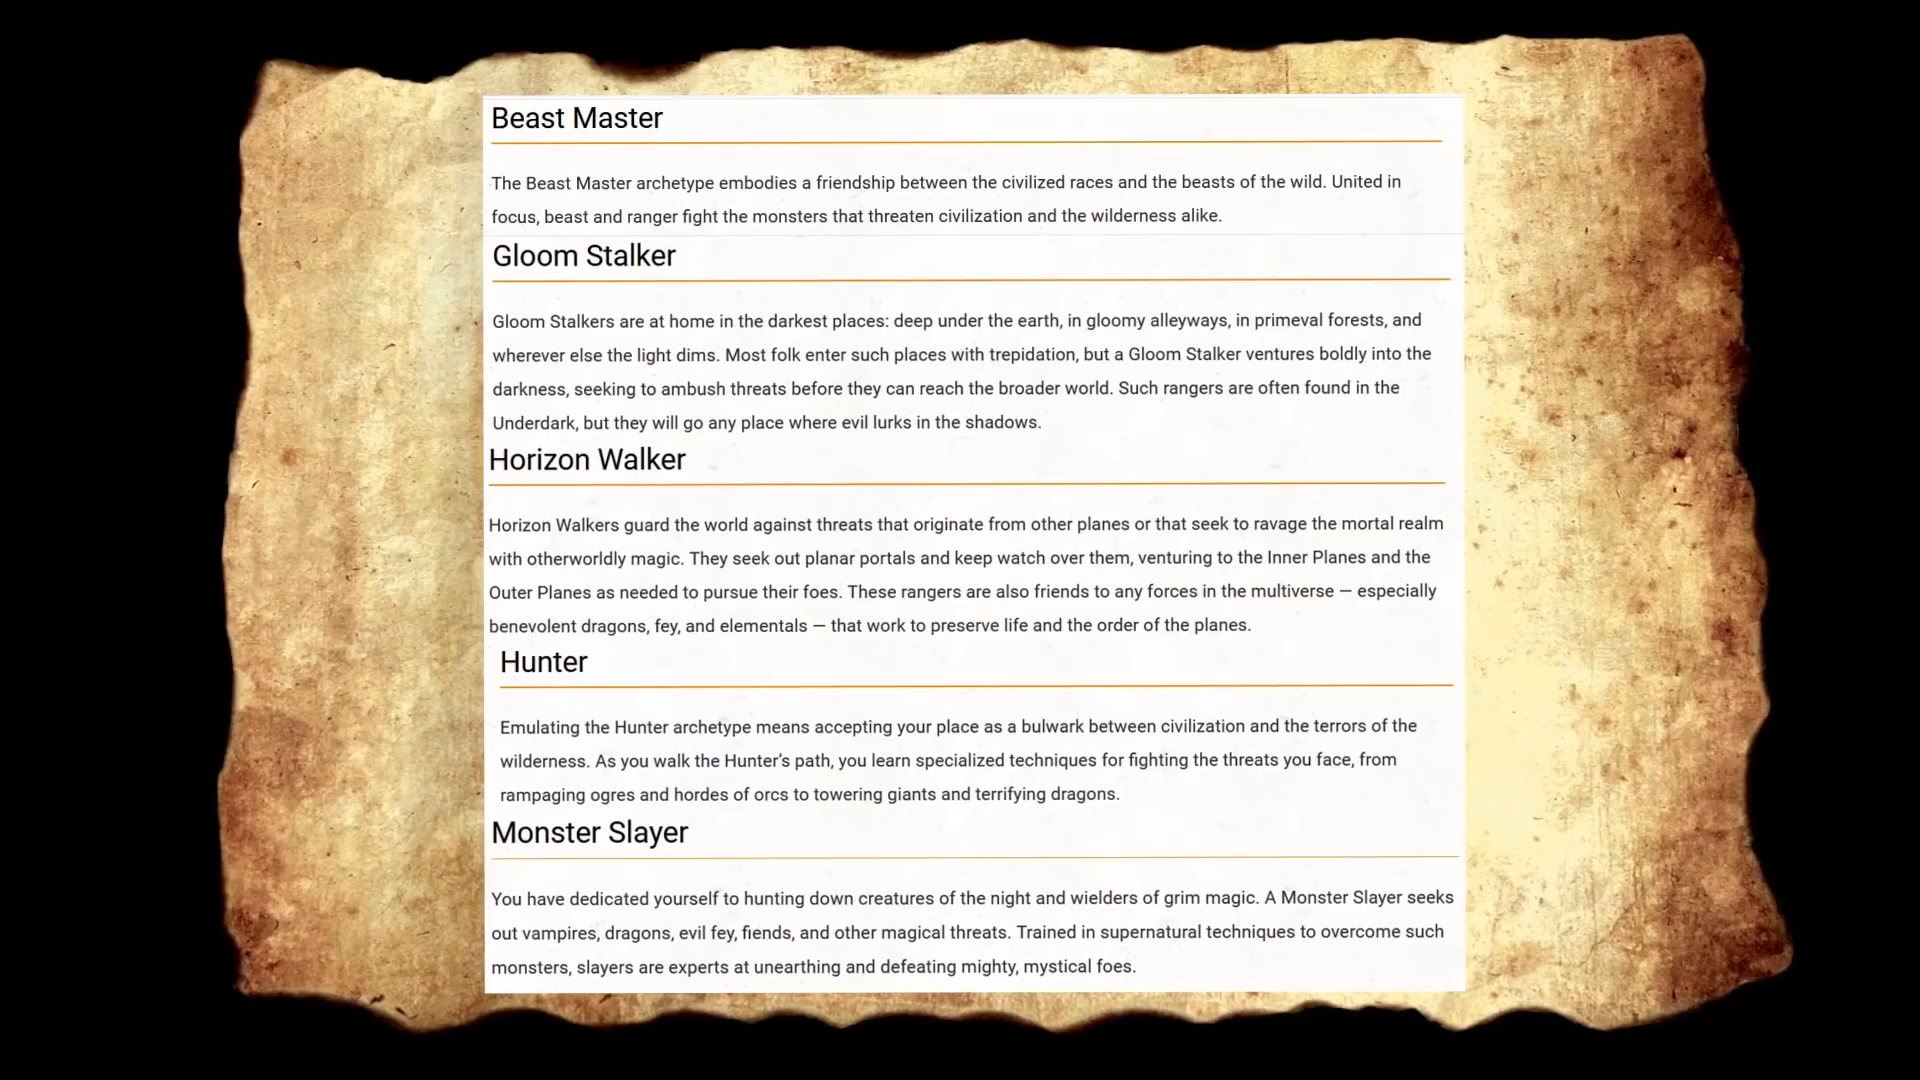 Beast Master
The Beast Master archetype embodies a friendship between the civilized races and the beasts of the wild. United in
focus, beast and ranger fight the monsters that threaten civilization and the wilderness alike.
Gloom Stalker
Gloom Stalkers are at home in the darkest places: deep under the earth, in gloomy alleyways, in primeval forests, and
wherever else the light dims. Most folk enter such places with trepidation, but a Gloom Stalker ventures boldly into the
darkness, seeking to ambush threats before they can reach the broader world. Such rangers are often found in the
Underdark, but they will go any place where evil lurks in the shadows.
Horizon Walker
Horizon Walkers guard the world against threats that originate from other planes or that seek to ravage the mortal realm
with otherworldly magic. They seek out planar portals and keep watch over them, venturing to the Inner Planes and the
Outer Planes as needed to pursue their foes. These rangers are also friends to any forces in the multiverse — especially
benevolent dragons, fey, and elementals — that work to preserve life and the order of the planes.
Hunter
Emulating the Hunter archetype means accepting your place as a bulwark between civilization and the terrors of the
wilderness. As you walk the Hunter’s path, you learn specialized techniques for fighting the threats you face, from
rampaging ogres and hordes of orcs to towering giants and terrifying dragons.
Monster Slayer
You have dedicated yourself to hunting down creatures of the night and wielders of grim magic. A Monster Slayer seeks
out vampires, dragons, evil fey, fiends, and other magical threats. Trained in supernatural techniques to overcome such
monsters, slayers are experts at unearthing and defeating mighty, mystical foes.